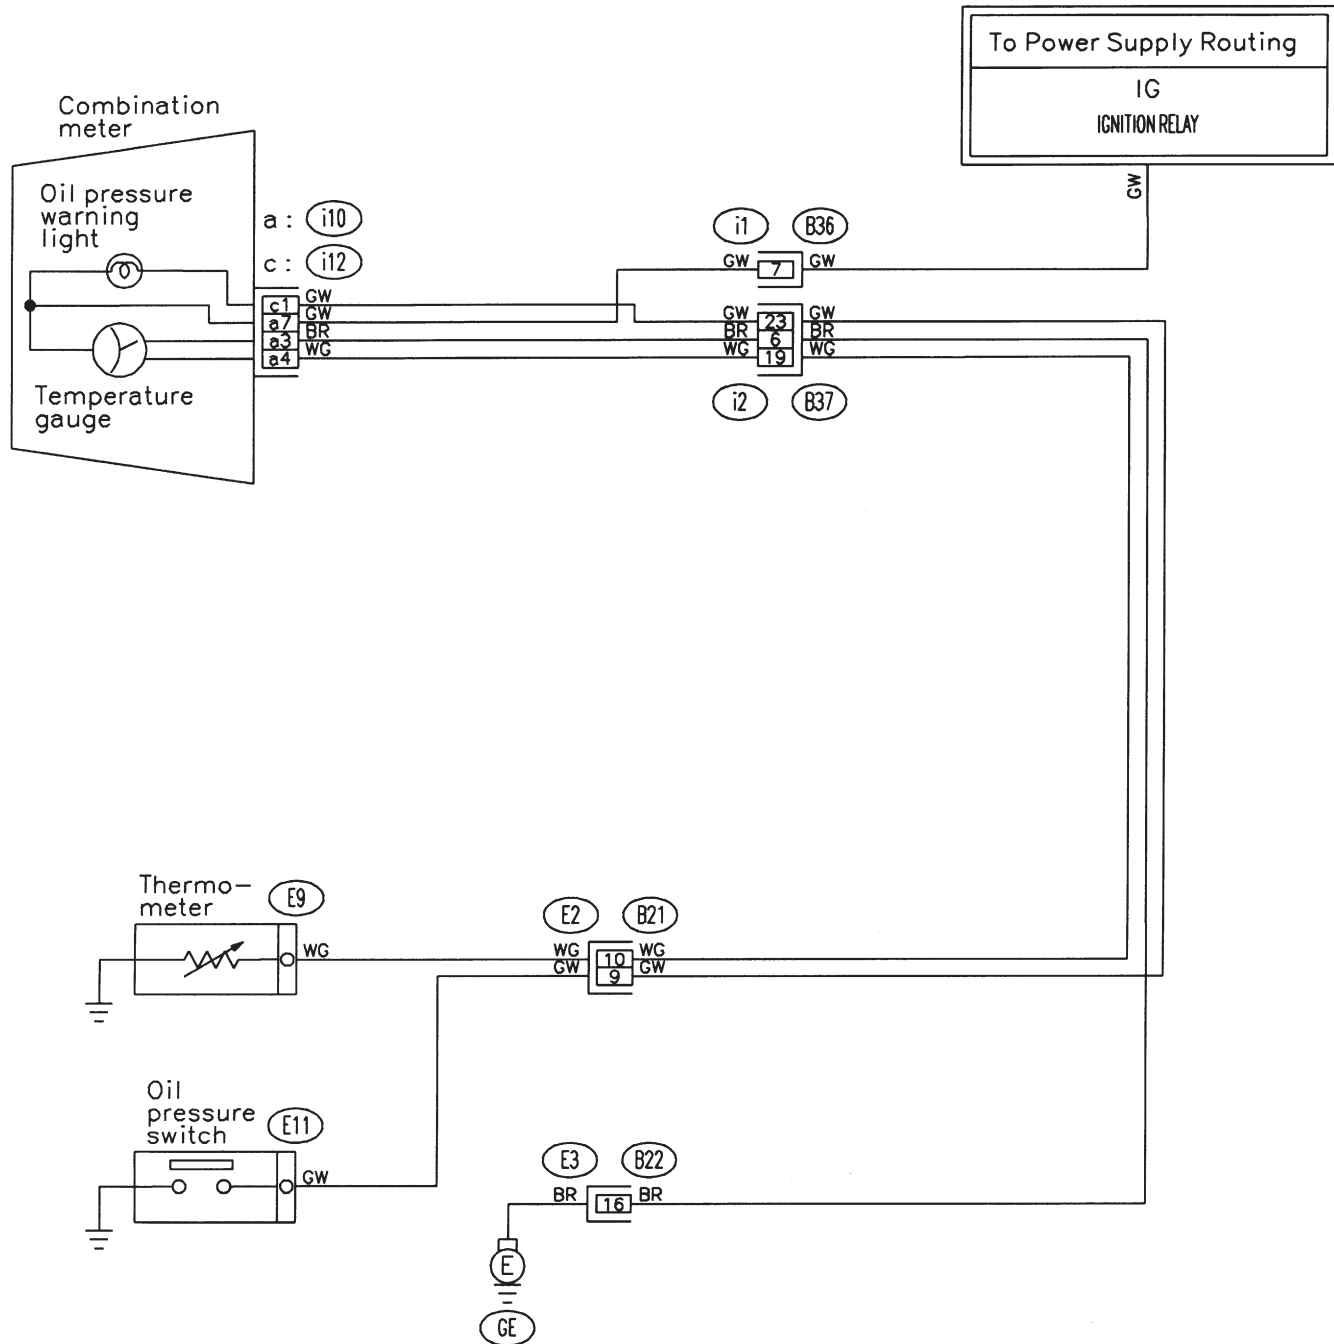 To Power Supply Routing
IG
IGNITION RELAY
GW
Combination
meter
Oil pressure
warning
light
a : i10
c : i12
Temperature
gauge
c1 GW
a7 GW
a3 BR
a4 WG
i1 B36
GW 7 GW
GW 23 GW
BR 6 BR
WG 19 WG
i2 B37
Thermo-
meter
E9
WG
E2 B21
WG 10 WG
GW 9 GW
Oil
pressure
switch
E11
GW
E3 B22
BR 16 BR
E
GE